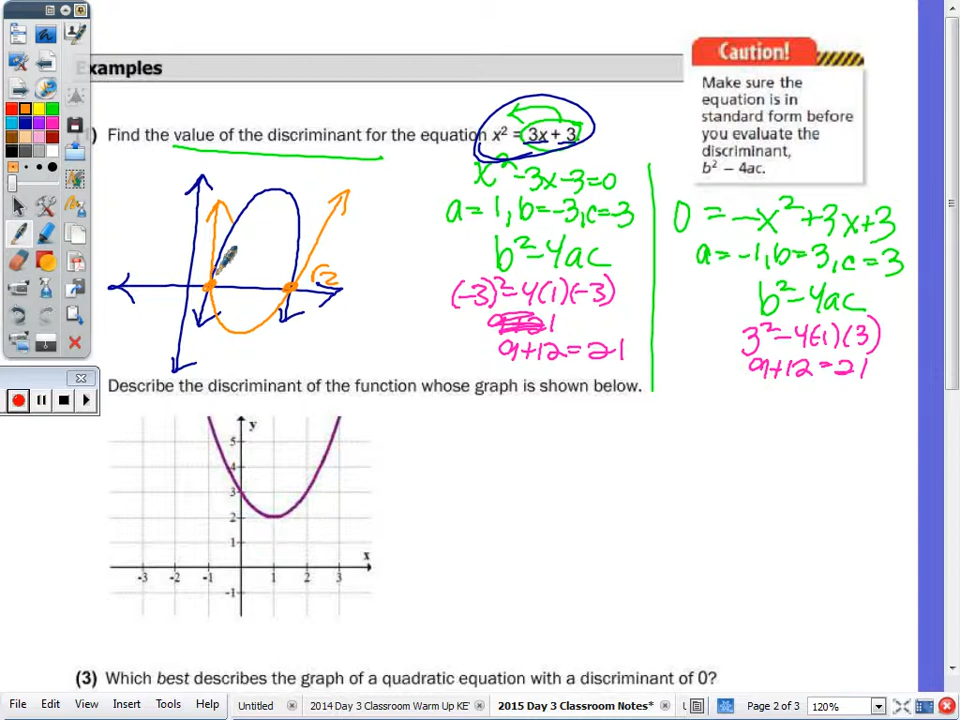 Examples
) Find the value of the discriminant for the equation x² = 3x + 3.
Caution!
Make sure the
equation is in
standard form before
you evaluate the
discriminant,
b² – 4ac.
x² -3x-3=0
a=1, b=-3, c=3
b²-4ac
(-3)²-4(1)(-3)
9+12=21
0 = -x²+3x+3
a=-1, b=3, c=3
b²-4ac
3²-4(-1)(3)
9+12=21
Describe the discriminant of the function whose graph is shown below.
y
5
4
3
2
1
x
-3 -2 -1 1 2 3
-1
(3) Which best describes the graph of a quadratic equation with a discriminant of 0?
File Edit View Insert Tools Help Untitled 2014 Day 3 Classroom Warm Up KEY 2015 Day 3 Classroom Notes* Page 2 of 3 120%